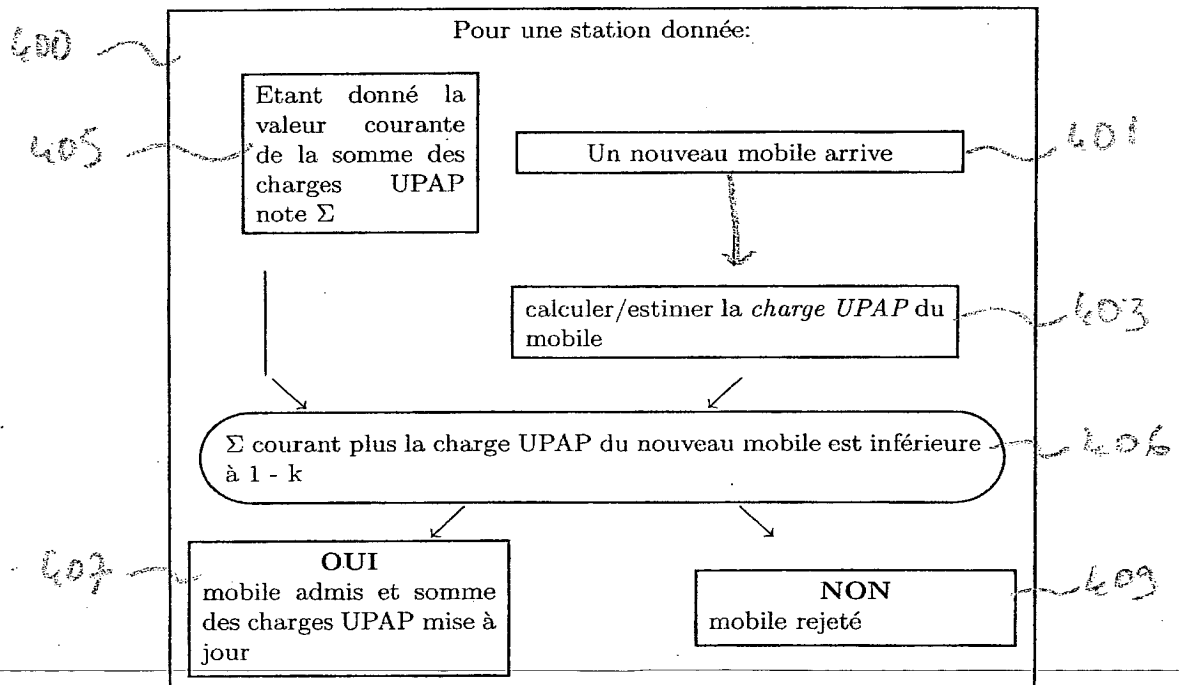 Pour une station donnée:
400
Etant donné la
valeur courante
de la somme des
charges UPAP
note Σ
405
Un nouveau mobile arrive
401
calculer/estimer la charge UPAP du
mobile
403
Σ courant plus la charge UPAP du nouveau mobile est inférieure
à 1 - k
406
OUI
mobile admis et somme
des charges UPAP mise à
jour
407
NON
mobile rejeté
409